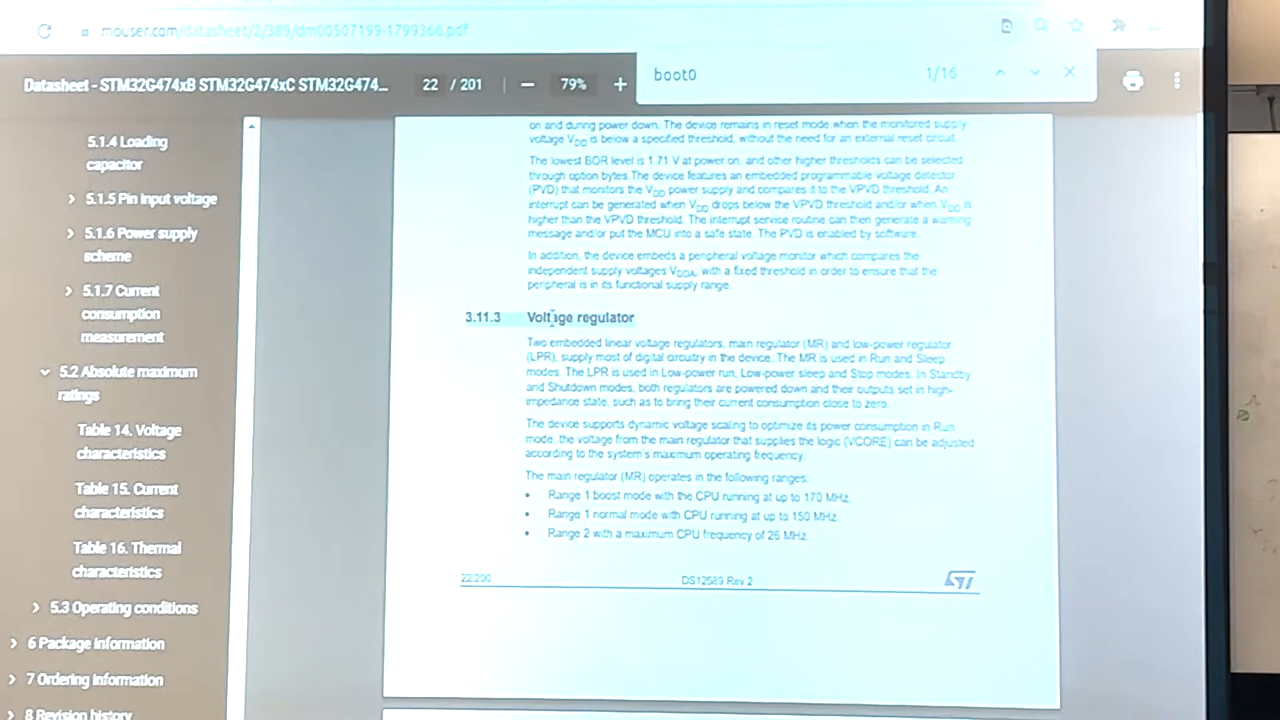 mouser.com/datasheet/2/389/dm00507199-1799366.pdf
Datasheet - STM32G474xB STM32G474xC STM32G474...
22 / 201
79%
boot0
1/16
5.1.4 Loading
capacitor
5.1.5 Pin input voltage
5.1.6 Power supply
scheme
5.1.7 Current
consumption
measurement
5.2 Absolute maximum
ratings
Table 14. Voltage
characteristics
Table 15. Current
characteristics
Table 16. Thermal
characteristics
5.3 Operating conditions
6 Package information
7 Ordering information
8 Revision history
on and during power down. The device remains in reset mode when the monitored supply
voltage VDD is below a specified threshold, without the need for an external reset circuit.
The lowest BOR level is 1.71 V at power on, and other higher thresholds can be selected
through option bytes. The device features an embedded programmable voltage detector
(PVD) that monitors the VDD power supply and compares it to the VPVD threshold. An
interrupt can be generated when VDD drops below the VPVD threshold and/or when VDD is
higher than the VPVD threshold. The interrupt service routine can then generate a warning
message and/or put the MCU into a safe state. The PVD is enabled by software.
In addition, the device embeds a peripheral voltage monitor which compares the
independent supply voltages VDDA, with a fixed threshold in order to ensure that the
peripheral is in its functional supply range.
3.11.3 Voltage regulator
Two embedded linear voltage regulators, main regulator (MR) and low-power regulator
(LPR), supply most of digital circuitry in the device. The MR is used in Run and Sleep
modes. The LPR is used in Low-power run, Low-power sleep and Stop modes. In Standby
and Shutdown modes, both regulators are powered down and their outputs set in high-
impedance state, such as to bring their current consumption close to zero.
The device supports dynamic voltage scaling to optimize its power consumption in Run
mode. the voltage from the main regulator that supplies the logic (VCORE) can be adjusted
according to the system's maximum operating frequency.
The main regulator (MR) operates in the following ranges:
• Range 1 boost mode with the CPU running at up to 170 MHz.
• Range 1 normal mode with CPU running at up to 150 MHz.
• Range 2 with a maximum CPU frequency of 26 MHz.
22/200
DS12589 Rev 2
ST